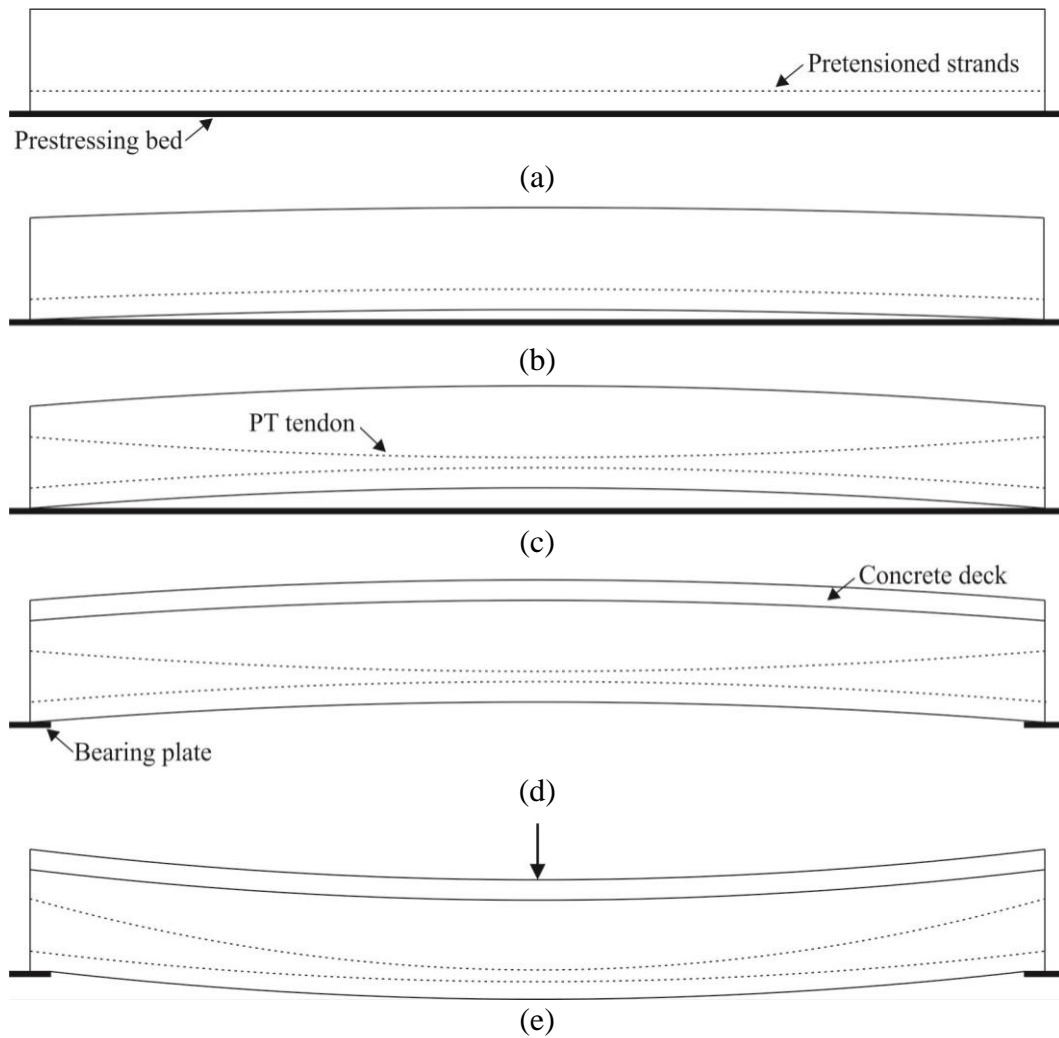 Pretensioned strands
Prestressing bed
(a)
(b)
PT tendon
(c)
Concrete deck
Bearing plate
(d)
(e)